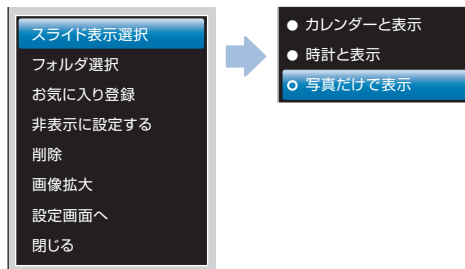 スライド表示選択
フォルダ選択
お気に入り登録
非表示に設定する
削除
画像拡大
設定画面へ
閉じる
カレンダーと表示
時計と表示
写真だけで表示